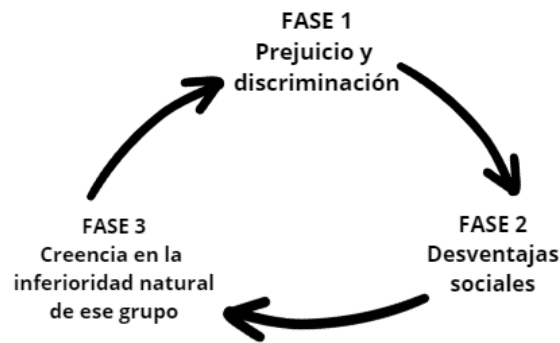 FASE 1
Prejuicio y
discriminación
FASE 2
Desventajas
sociales
FASE 3
Creencia en la
inferioridad natural
de ese grupo